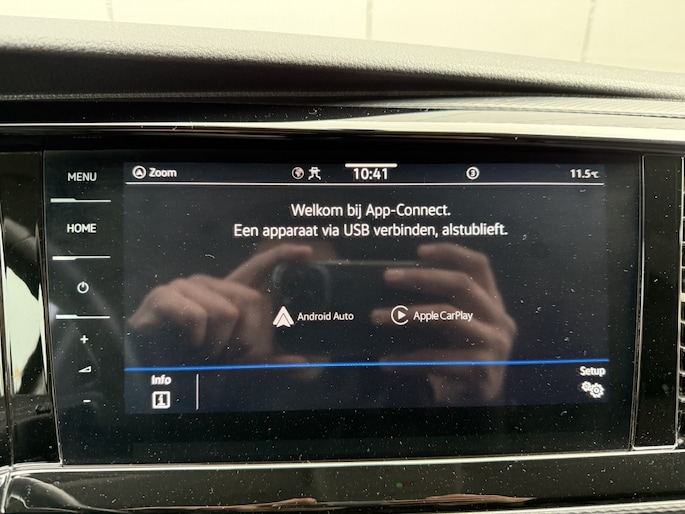 MENU
HOME
+
-
Zoom
10:41
3
11.5°C
Welkom bij App-Connect.
Een apparaat via USB verbinden, alstublieft.
Android Auto
Apple CarPlay
Info
Setup